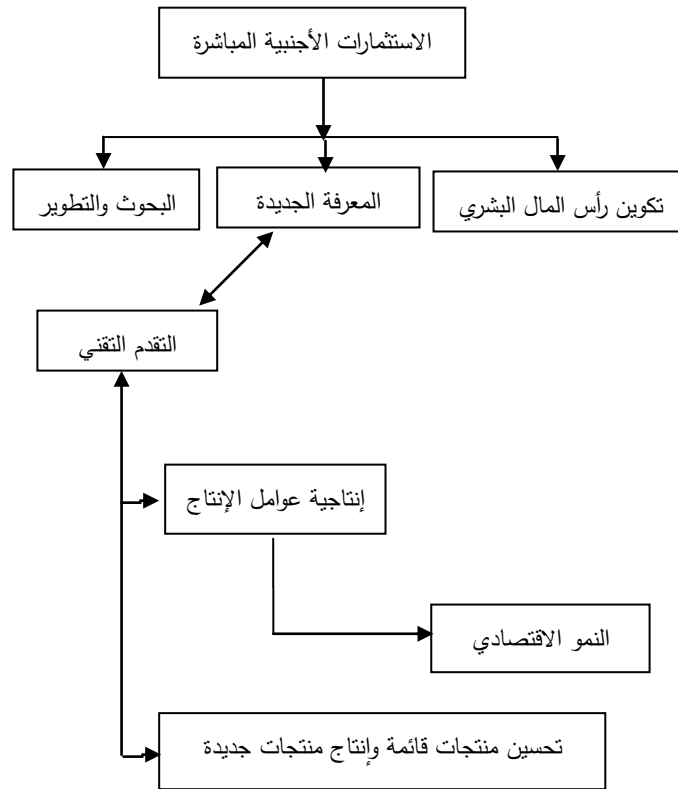 الاستثمارات الأجنبية المباشرة
تكوين رأس المال البشري
المعرفة الجديدة
البحوث والتطوير
التقدم التقني
إنتاجية عوامل الإنتاج
النمو الاقتصادي
تحسين منتجات قائمة وإنتاج منتجات جديدة